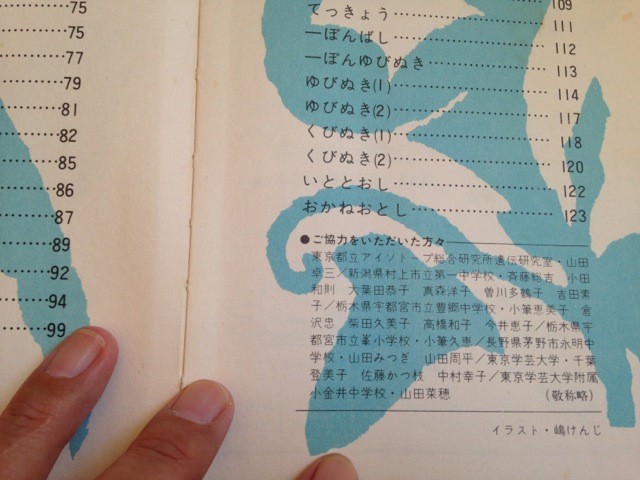 75
75
77
79
81
82
85
86
87
89
92
94
99
109
てっきょう 111
一ぽんばし 112
一ぽんゆびぬき 113
ゆびぬき(1) 114
ゆびぬき(2) 117
くびぬき(1) 118
くびぬき(2) 120
いととおし 122
おかねおとし 123
●ご協力をいただいた方々
東京都立アイソトープ総合研究所遺伝研究室・山田
卓三/新潟県村上市立第一中学校・斉藤総吉 小田
和則 大葉田恭子 真森洋子 曽川多鶴子 吉田素
子/栃木県宇都宮市立豊郷中学校・小筆恵美子 倉
沢忠 柴田久美子 高橋和子 今井恵子/栃木県宇
都宮市立峯小学校・小筆久恵/長野県茅野市永明中
学校・山田みつぎ 山田周平/東京学芸大学・千葉
登美子 佐藤かつ枝 中村幸子/東京学芸大学附属
小金井中学校・山田菜穂 (敬称略)
イラスト・嶋けんじ